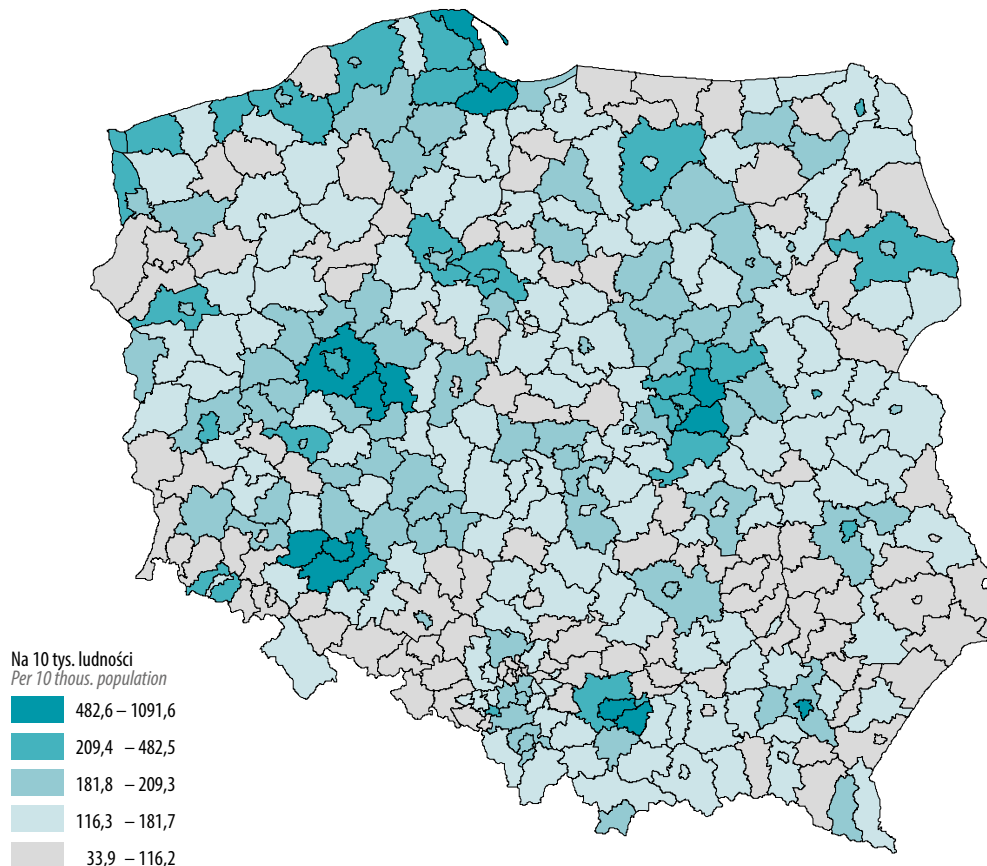 Na 10 tys. ludności
Per 10 thous. population
482,6 – 1091,6
209,4 – 482,5
181,8 – 209,3
116,3 – 181,7
33,9 – 116,2